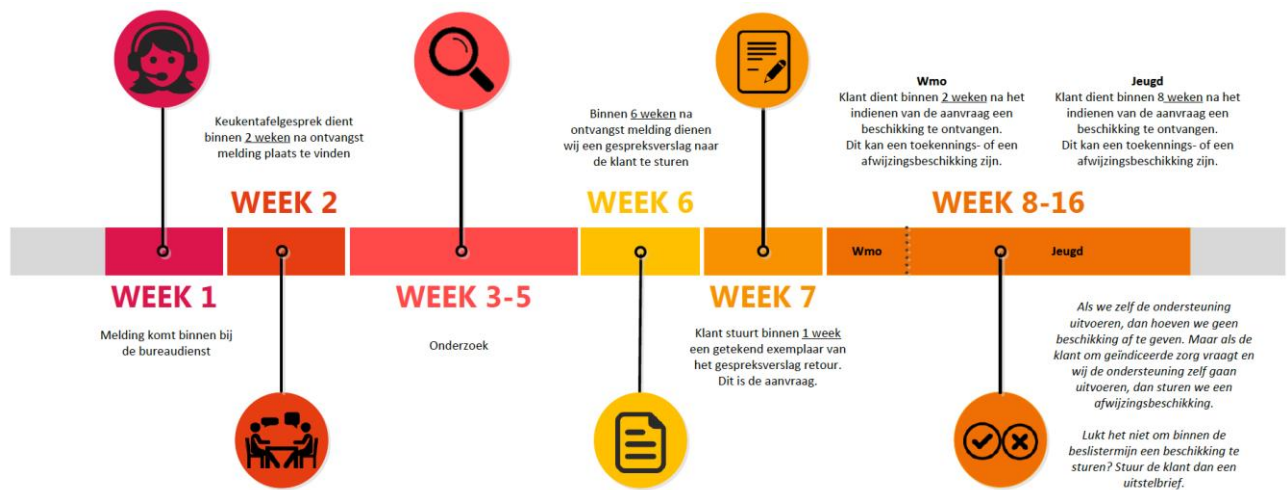 WEEK 1
Melding komt binnen bij
de bureaudienst
Keukentafelgesprek dient
binnen 2 weken na ontvangst
melding plaats te vinden
WEEK 2
WEEK 3-5
Onderzoek
Binnen 6 weken na
ontvangst melding dienen
wij een gespreksverslag naar
de klant te sturen
WEEK 6
WEEK 7
Klant stuurt binnen 1 week
een getekend exemplaar van
het gespreksverslag retour.
Dit is de aanvraag.
Wmo
Klant dient binnen 2 weken na het
indienen van de aanvraag een
beschikking te ontvangen.
Dit kan een toekennings- of een
afwijzingsbeschikking zijn.
Jeugd
Klant dient binnen 8 weken na het
indienen van de aanvraag een
beschikking te ontvangen.
Dit kan een toekennings- of een
afwijzingsbeschikking zijn.
WEEK 8-16
Wmo
Jeugd
Als we zelf de ondersteuning
uitvoeren, dan hoeven we geen
beschikking af te geven. Maar als de
klant om geïndiceerde zorg vraagt en
wij de ondersteuning zelf gaan
uitvoeren, dan sturen we een
afwijzingsbeschikking.
Lukt het niet om binnen de
beslistermijn een beschikking te
sturen? Stuur de klant dan een
uitstelbrief.